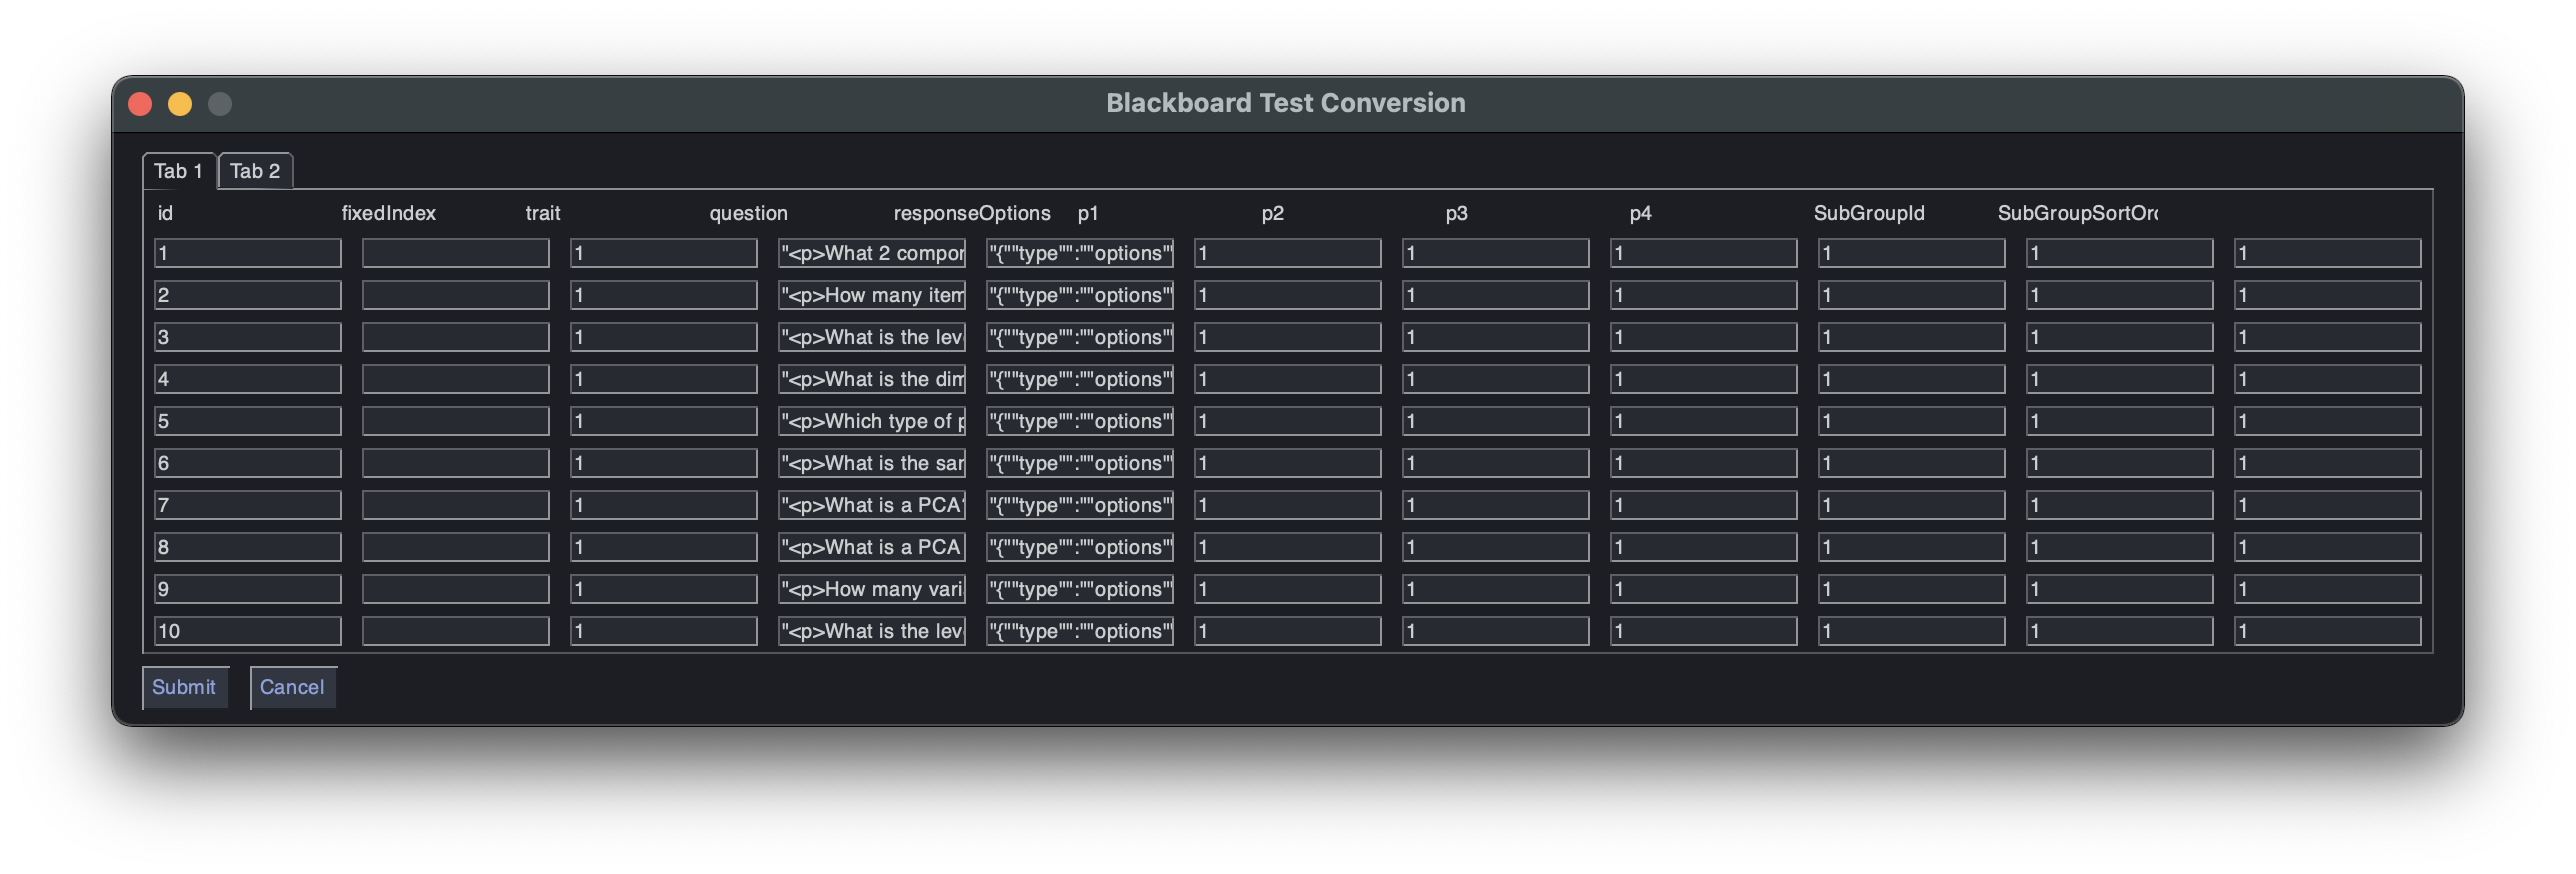 Blackboard Test Conversion
Tab 1 Tab 2
id fixedIndex trait question responseOptions p1 p2 p3 p4 SubGroupId SubGroupSortOrd
1 1 "<p>What 2 compor "{""type"":""options"" 1 1 1 1 1 1
2 1 "<p>How many item "{""type"":""options"" 1 1 1 1 1 1
3 1 "<p>What is the lev "{""type"":""options"" 1 1 1 1 1 1
4 1 "<p>What is the dim "{""type"":""options"" 1 1 1 1 1 1
5 1 "<p>Which type of p "{""type"":""options"" 1 1 1 1 1 1
6 1 "<p>What is the sar "{""type"":""options"" 1 1 1 1 1 1
7 1 "<p>What is a PCA "{""type"":""options"" 1 1 1 1 1 1
8 1 "<p>What is a PCA "{""type"":""options"" 1 1 1 1 1 1
9 1 "<p>How many vari "{""type"":""options"" 1 1 1 1 1 1
10 1 "<p>What is the lev "{""type"":""options"" 1 1 1 1 1 1
Submit Cancel